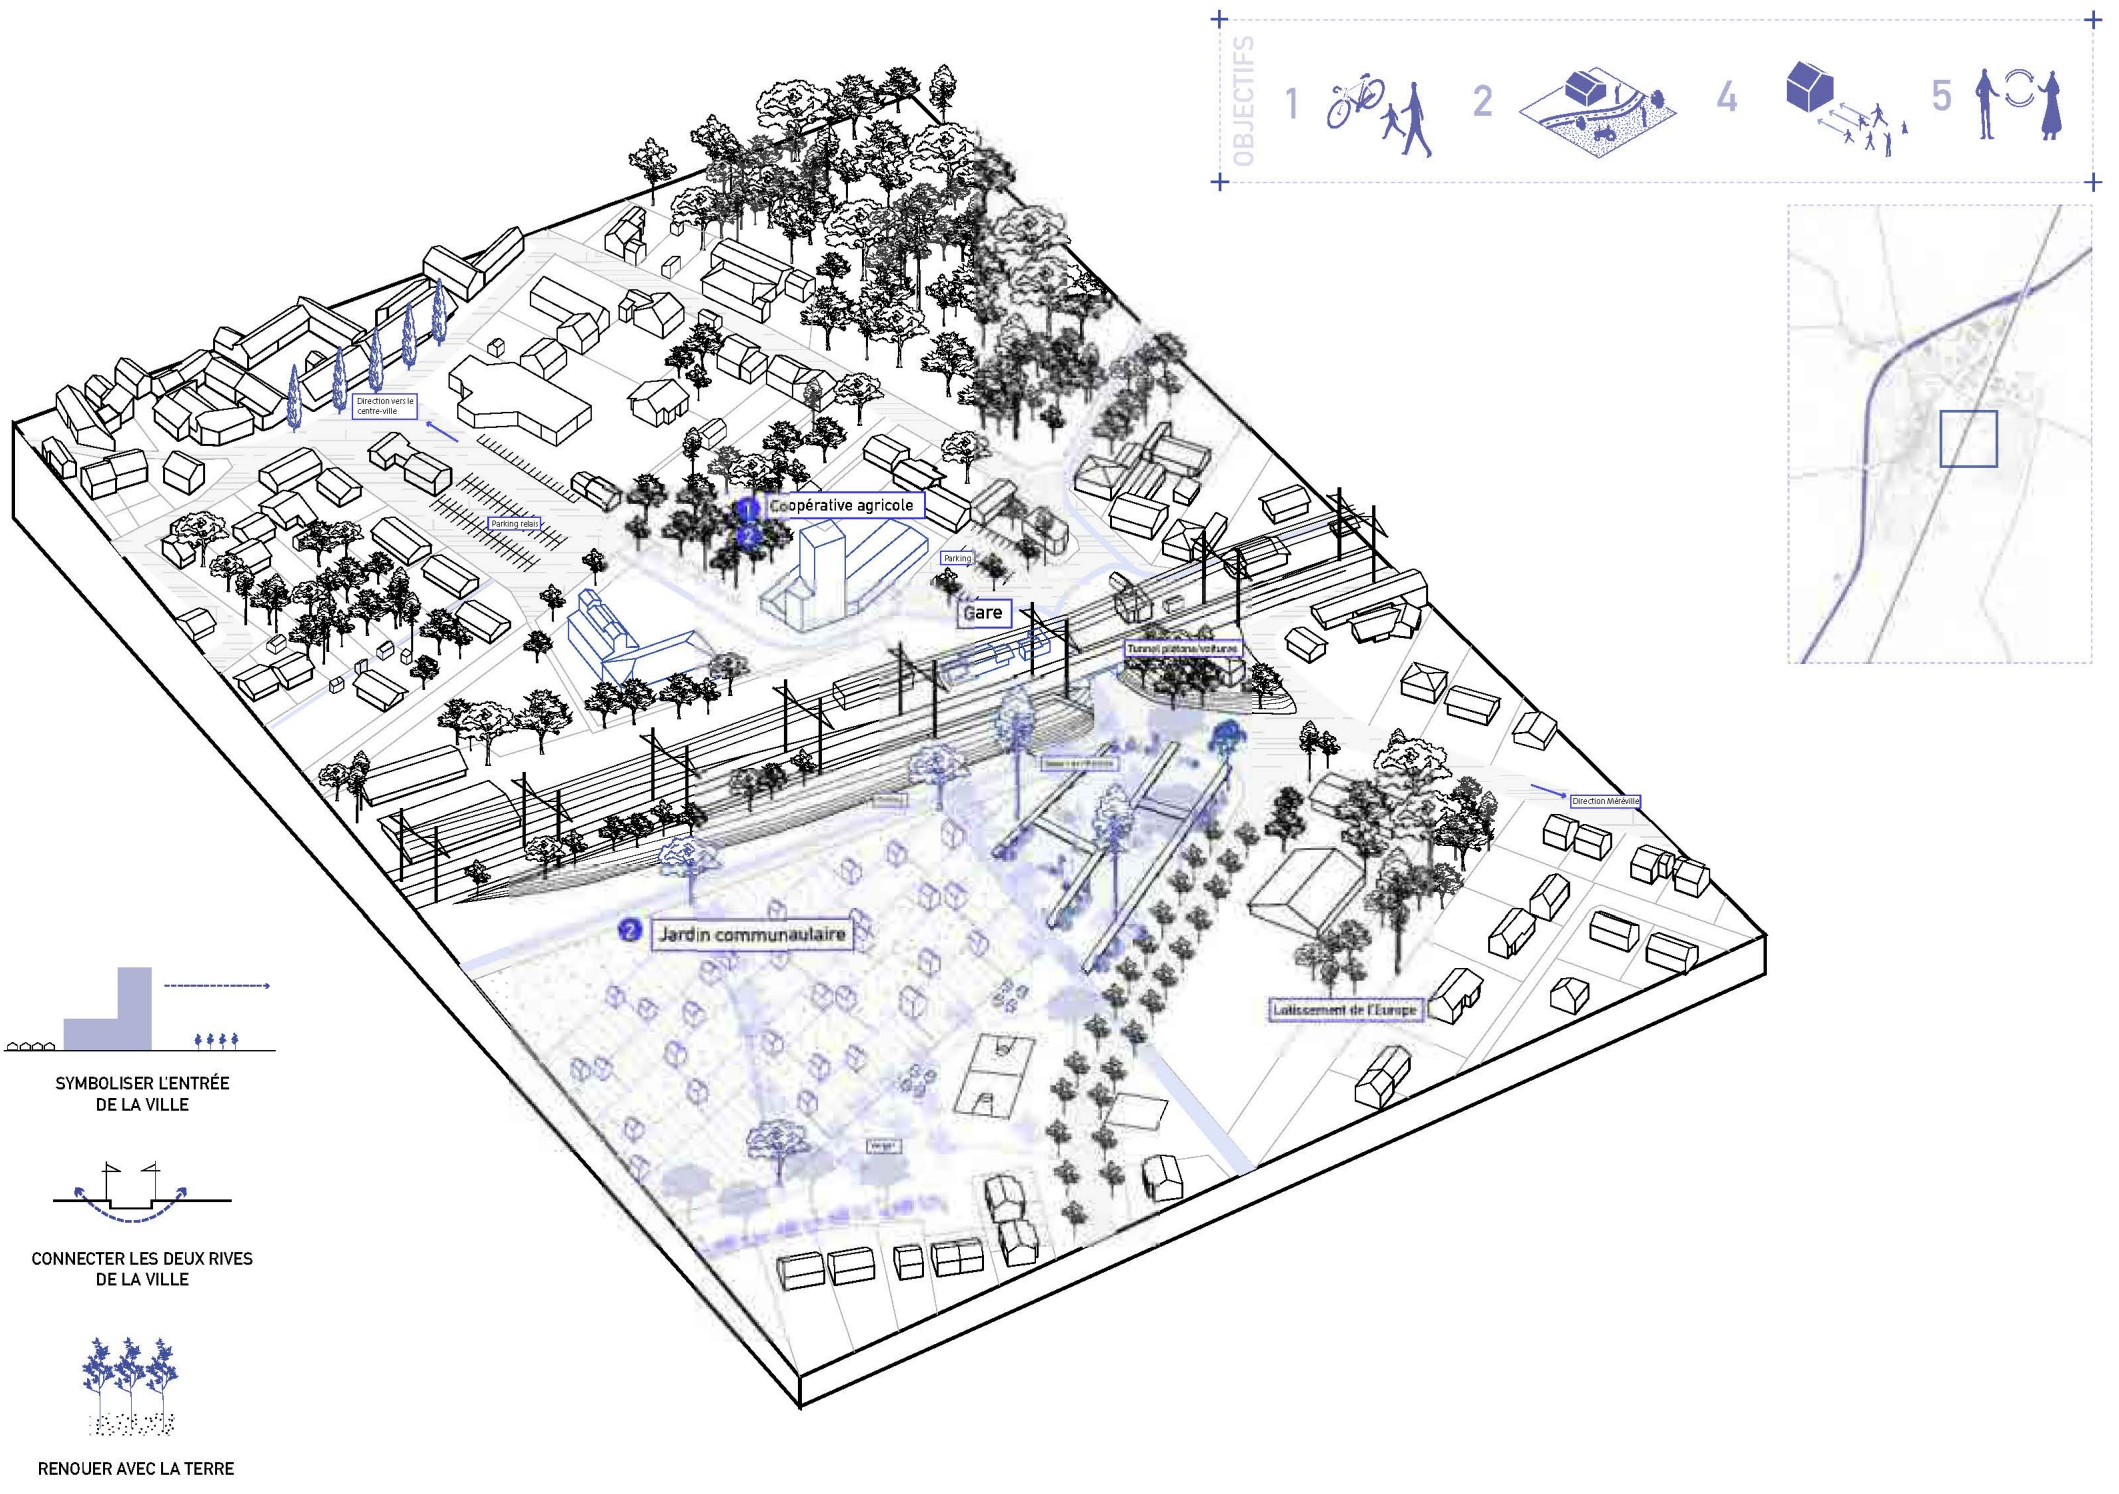 OBJECTIFS
1
2
4
5
Direction vers le
centre-ville
Parking relais
1
Coopérative agricole
2
Parking
Gare
Tunnel piétons/voitures
Direction Méréville
2
Jardin communautaire
Lotissement de l'Europe
Verger
SYMBOLISER L'ENTRÉE
DE LA VILLE
CONNECTER LES DEUX RIVES
DE LA VILLE
RENOUER AVEC LA TERRE